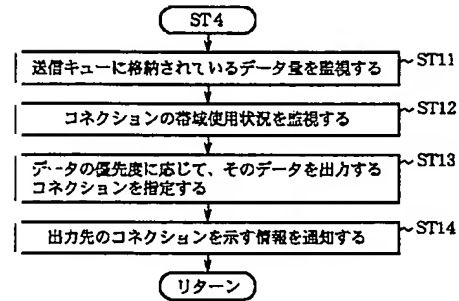 ST4
送信キューに格納されているデータ量を監視する
ST11
コネクションの帯域使用状況を監視する
ST12
データの優先度に応じて、そのデータを出力する
コネクションを指定する
ST13
出力先のコネクションを示す情報を通知する
ST14
リターン